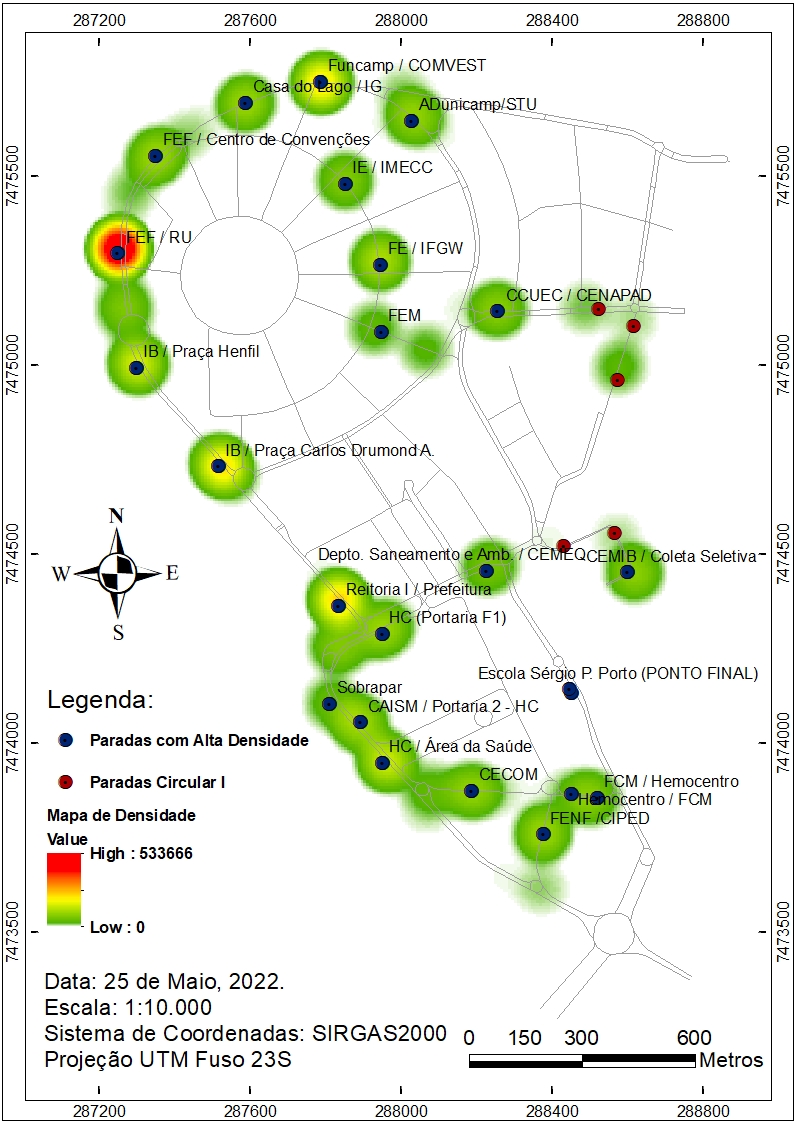 287200 287600 288000 288400 288800
Funcamp / COMVEST
Casa do Lago / IG
ADunicamp/STU
FEF / Centro de Convenções
IE / IMECC
7475500
7475500
FEF / RU
FE / IFGW
CCUEC / CENAPAD
FEM
IB / Praça Henfil
7475000
7475000
IB / Praça Carlos Drumond A.
N
W E
S
7474500
7474500
Depto. Saneamento e Amb. / CEMEQ
CEMIB / Coleta Seletiva
Reitoria I / Prefeitura
HC (Portaria F1)
Escola Sérgio P. Porto (PONTO FINAL)
Sobrapar
CAISM / Portaria 2 - HC
7474000
7474000
HC / Área da Saúde
CECOM
FCM / Hemocentro
Hemocentro / FCM
FENF /CIPED
7473500
7473500
Legenda:
Paradas com Alta Densidade
Paradas Circular I
Mapa de Densidade
Value
High : 533666
Low : 0
Data: 25 de Maio, 2022.
Escala: 1:10.000
Sistema de Coordenadas: SIRGAS2000
Projeção UTM Fuso 23S
0 150 300 600
Metros
287200 287600 288000 288400 288800